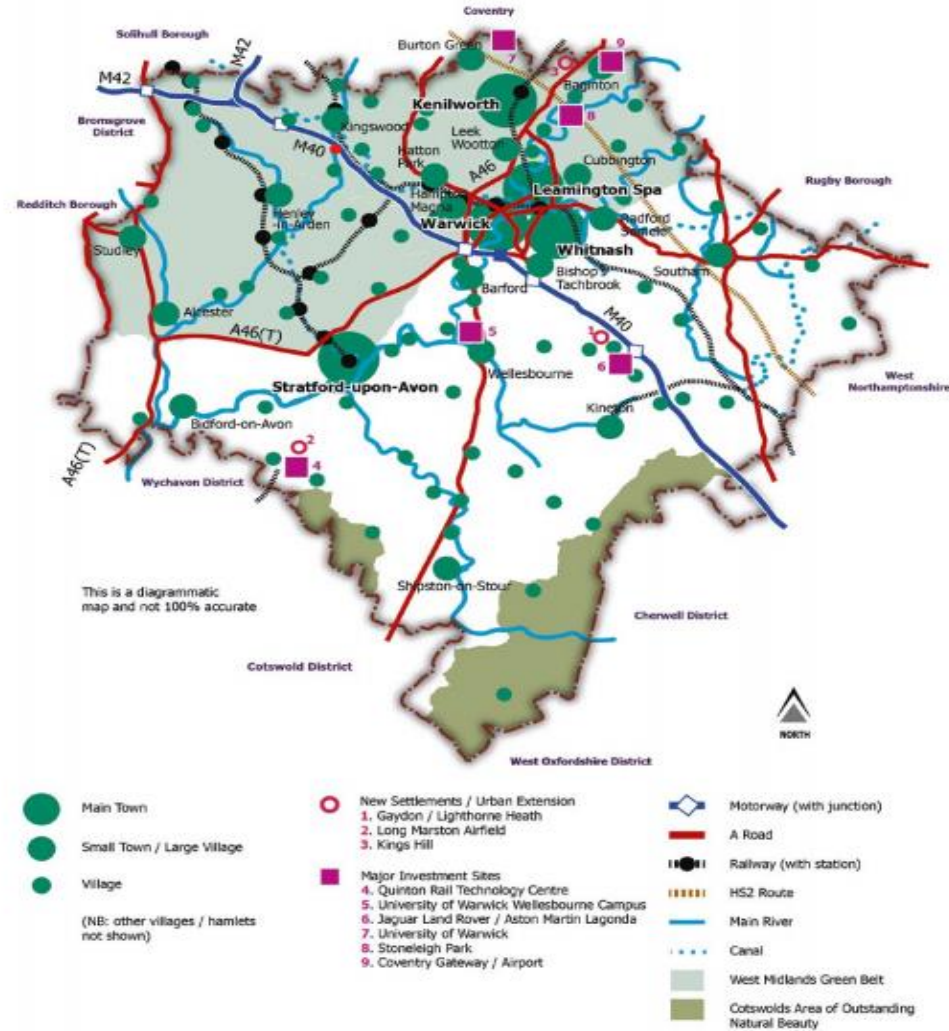 Coventry
Solihull Borough
M42
M42
Burton Green
7
3
9
Baginton
8
Bromsgrove
District
Kenilworth
Kingswood
Leek
Wootton
M40
Hatton
Park
A46
Cubbington
Hampton
Magna
Leamington Spa
Rugby Borough
Redditch Borough
Henley
-in-Arden
Warwick
Radford
Semele
Studley
Whitnash
Southam
Bishop's
Tachbrook
Barford
Alcester
M40
A46(T)
5
1
6
Wellesbourne
West
Northamptonshire
Stratford-upon-Avon
Kineton
Bidford-on-Avon
A46(T)
2
4
Wychavon District
This is a diagrammatic
map and not 100% accurate
Shipston-on-Stour
Cherwell District
Cotswold District
NORTH
West Oxfordshire District
Main Town
Small Town / Large Village
Village
(NB: other villages / hamlets
not shown)
New Settlements / Urban Extension
1. Gaydon / Lighthorne Heath
2. Long Marston Airfield
3. Kings Hill
Major Investment Sites
4. Quinton Rail Technology Centre
5. University of Warwick Wellesbourne Campus
6. Jaguar Land Rover / Aston Martin Lagonda
7. University of Warwick
8. Stoneleigh Park
9. Coventry Gateway / Airport
Motorway (with junction)
A Road
Railway (with station)
HS2 Route
Main River
Canal
West Midlands Green Belt
Cotswolds Area of Outstanding
Natural Beauty